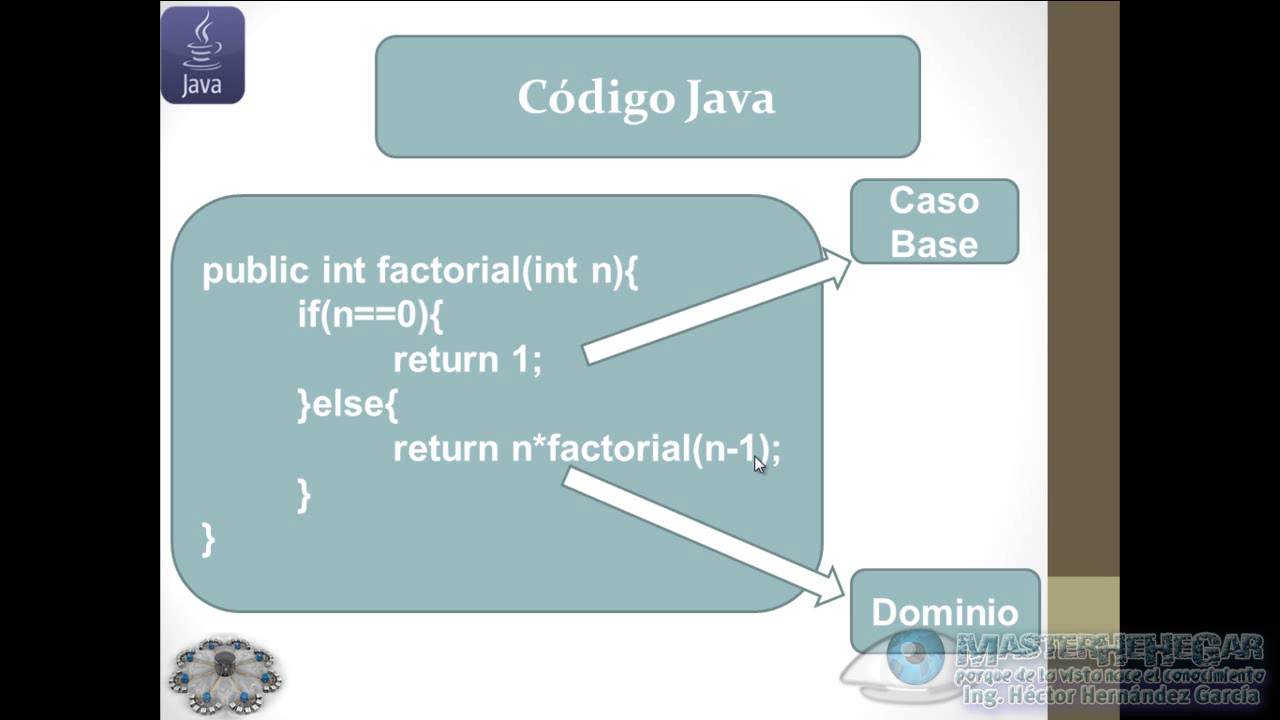 Java
Código Java
Caso
Base
public int factorial(int n){
if(n==0){
return 1;
}else{
return n*factorial(n-1);
}
}
Dominio
MASTERHEHEGAR
porque de la vista nace el conocimiento
Ing. Héctor Hernández García